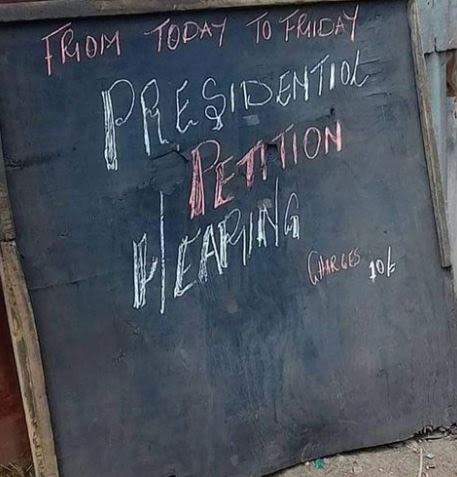 FROM TODAY TO FRIDAY
PRESIDENTIAL
PETITION
HEARING
CHARGES 10/=